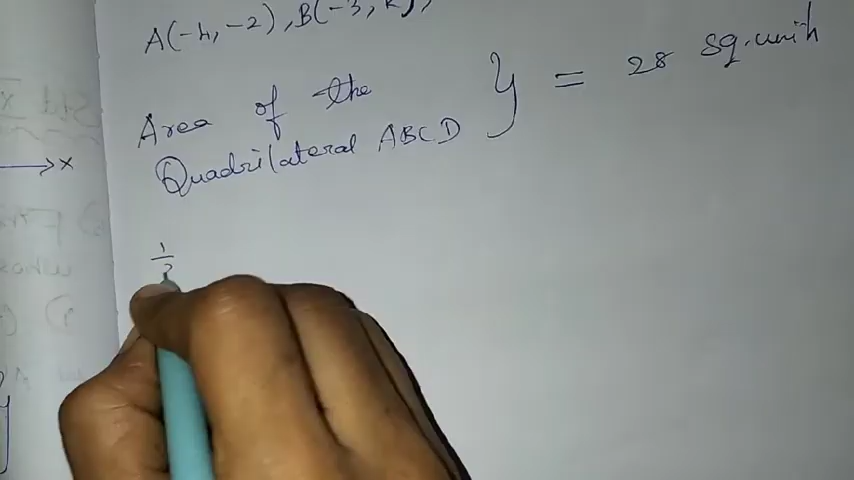 A(-4, -2), B(-3, k),
Area of the
Quadrilateral ABCD } = 28 sq.unit
1/2
x